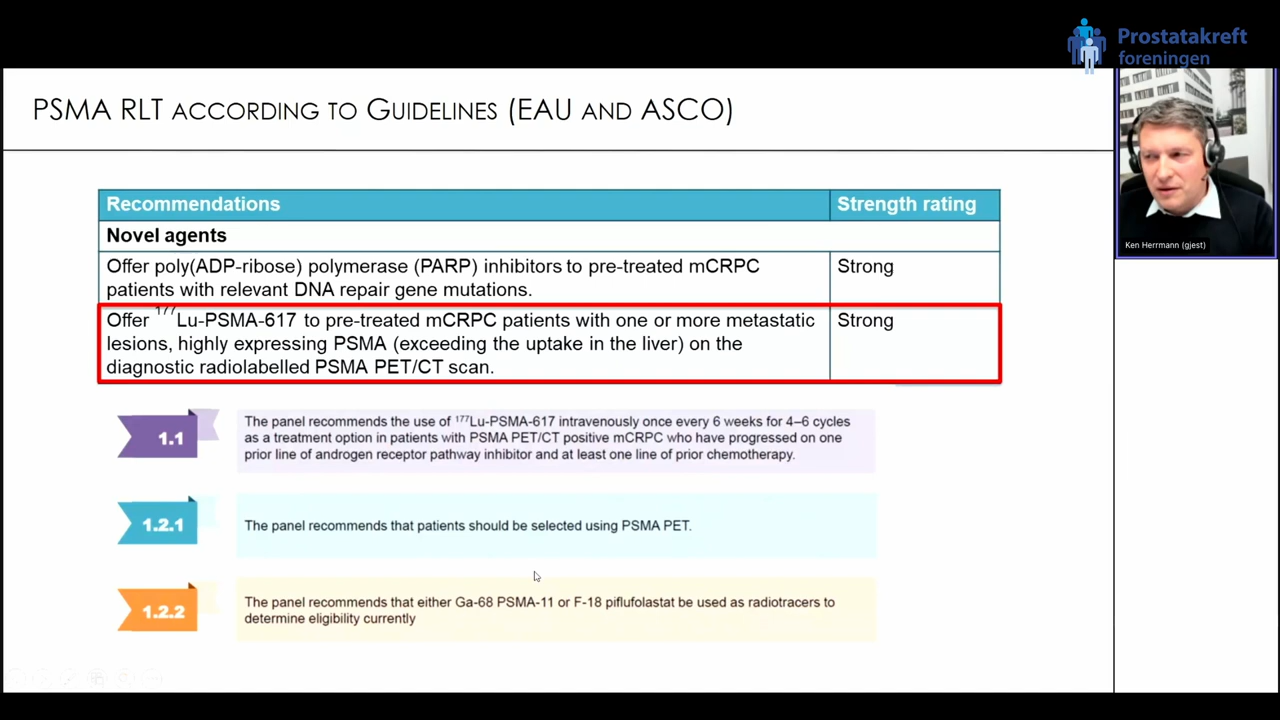 Prostatakreft
foreningen
PSMA RLT ACCORDING TO GUIDELINES (EAU AND ASCO)
Recommendations Strength rating
Novel agents
Offer poly(ADP-ribose) polymerase (PARP) inhibitors to pre-treated mCRPC Strong
patients with relevant DNA repair gene mutations.
Offer ¹⁷⁷Lu-PSMA-617 to pre-treated mCRPC patients with one or more metastatic Strong
lesions, highly expressing PSMA (exceeding the uptake in the liver) on the
diagnostic radiolabelled PSMA PET/CT scan.
Ken Herrmann (gjest)
1.1
The panel recommends the use of ¹⁷⁷Lu-PSMA-617 intravenously once every 6 weeks for 4–6 cycles
as a treatment option in patients with PSMA PET/CT positive mCRPC who have progressed on one
prior line of androgen receptor pathway inhibitor and at least one line of prior chemotherapy.
1.2.1
The panel recommends that patients should be selected using PSMA PET.
1.2.2
The panel recommends that either Ga-68 PSMA-11 or F-18 piflufolastat be used as radiotracers to
determine eligibility currently